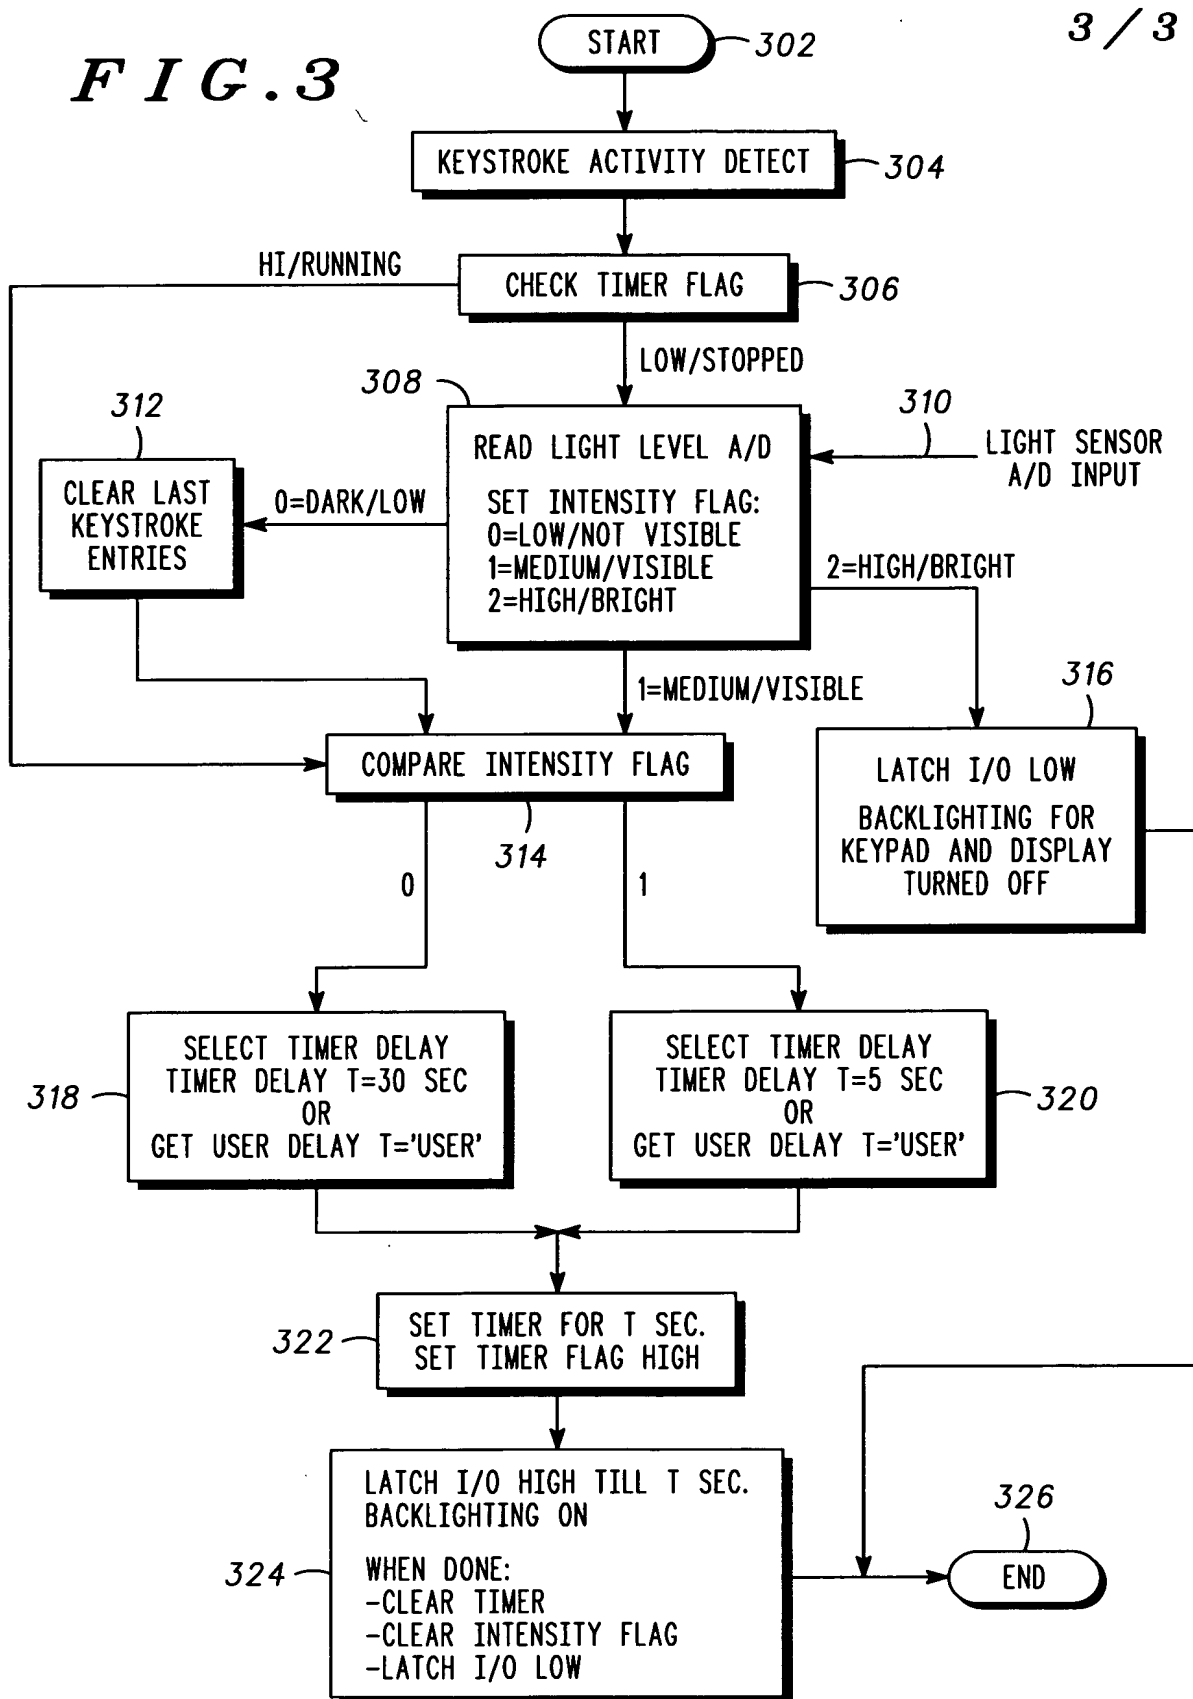 3/3
FIG.3
START
302
KEYSTROKE ACTIVITY DETECT
304
HI/RUNNING
CHECK TIMER FLAG
306
LOW/STOPPED
308
310
LIGHT SENSOR
A/D INPUT
312
CLEAR LAST
KEYSTROKE
ENTRIES
0=DARK/LOW
READ LIGHT LEVEL A/D
SET INTENSITY FLAG:
0=LOW/NOT VISIBLE
1=MEDIUM/VISIBLE
2=HIGH/BRIGHT
2=HIGH/BRIGHT
1=MEDIUM/VISIBLE
316
COMPARE INTENSITY FLAG
314
LATCH I/O LOW
BACKLIGHTING FOR
KEYPAD AND DISPLAY
TURNED OFF
0
1
318
SELECT TIMER DELAY
TIMER DELAY T=30 SEC
OR
GET USER DELAY T='USER'
SELECT TIMER DELAY
TIMER DELAY T=5 SEC
OR
GET USER DELAY T='USER'
320
322
SET TIMER FOR T SEC.
SET TIMER FLAG HIGH
324
LATCH I/O HIGH TILL T SEC.
BACKLIGHTING ON
WHEN DONE:
-CLEAR TIMER
-CLEAR INTENSITY FLAG
-LATCH I/O LOW
326
END